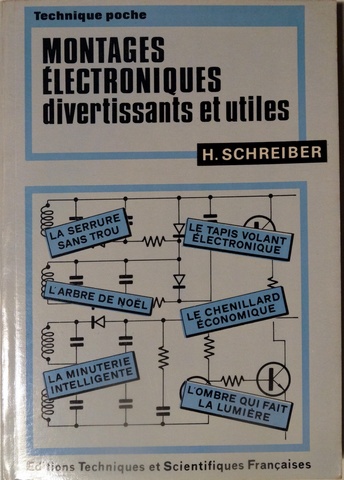 Technique poche
MONTAGES
ÉLECTRONIQUES
divertissants et utiles
H. SCHREIBER
LA SERRURE
SANS TROU
LE TAPIS VOLANT
ÉLECTRONIQUE
L'ARBRE DE NOËL
LE CHENILLARD
ÉCONOMIQUE
LA MINUTERIE
INTELLIGENTE
L'OMBRE QUI FAIT
LA LUMIÈRE
Editions Techniques et Scientifiques Françaises